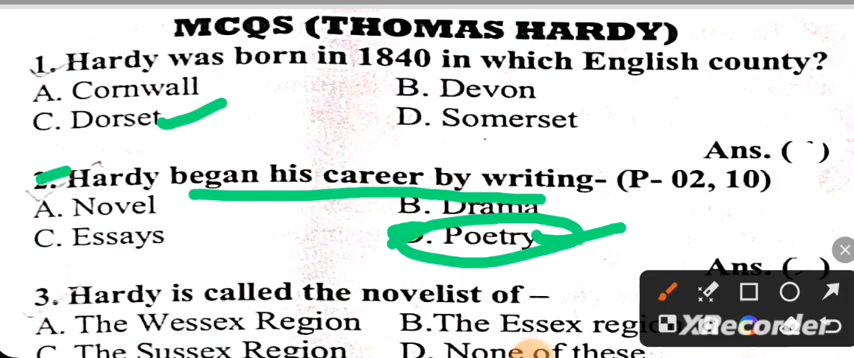 MCQS (THOMAS HARDY)
1. Hardy was born in 1840 in which English county?
A. Cornwall B. Devon
C. Dorset D. Somerset
Ans. ( )
2. Hardy began his career by writing- (P- 02, 10)
A. Novel B. Drama
C. Essays D. Poetry
Ans. ( )
3. Hardy is called the novelist of –
A. The Wessex Region B.The Essex
XRecorder
C. The Sussex Region D. None of these